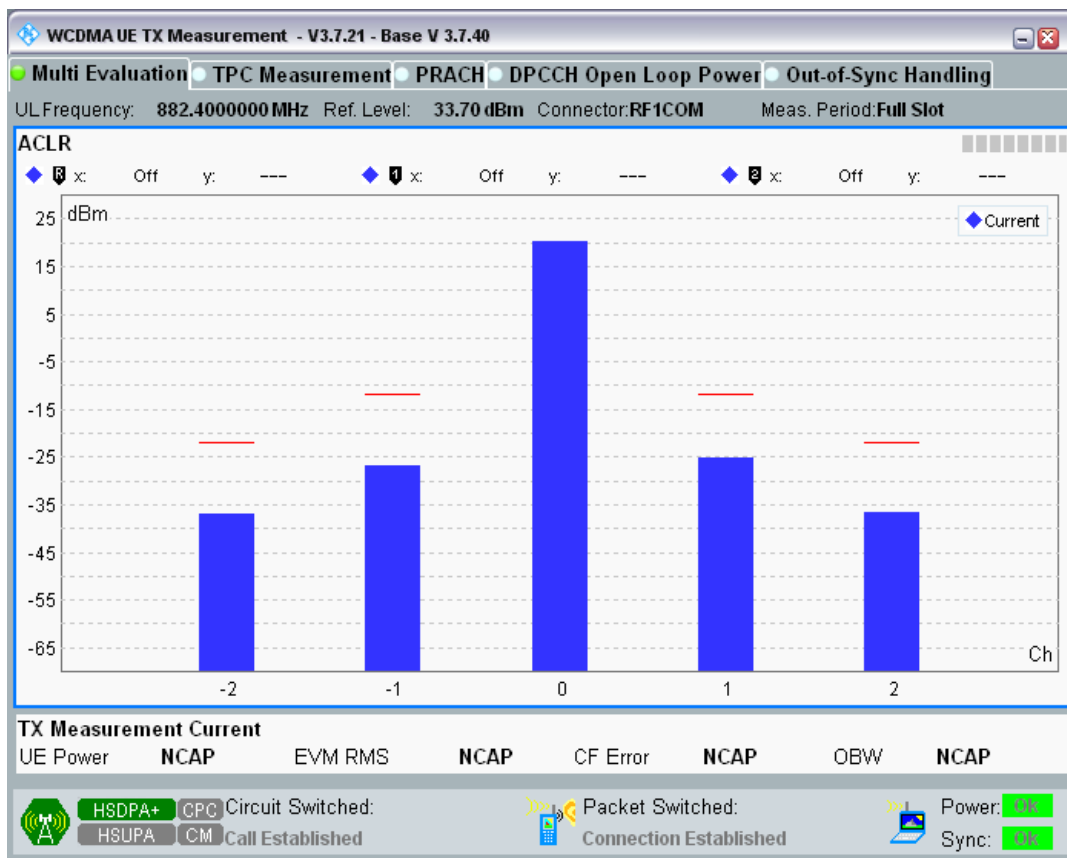 WCDMA UE TX Measurement - V3.7.21 - Base V 3.7.40
Multi Evaluation TPC Measurement PRACH DPCCH Open Loop Power Out-of-Sync Handling
UL Frequency: 882.4000000 MHz Ref. Level: 33.70 dBm Connector:RF1COM Meas. Period:Full Slot
ACLR
R x: Off y: --- 1 x: Off y: --- 2 x: Off y: ---
dBm
Current
25
15
5
-5
-15
-25
-35
-45
-55
-65
Ch
-2 -1 0 1 2
TX Measurement Current
UE Power NCAP EVM RMS NCAP CF Error NCAP OBW NCAP
HSDPA+ CPC Circuit Switched: Packet Switched: Power: Ok
HSUPA CM Call Established Connection Established Sync: Ok